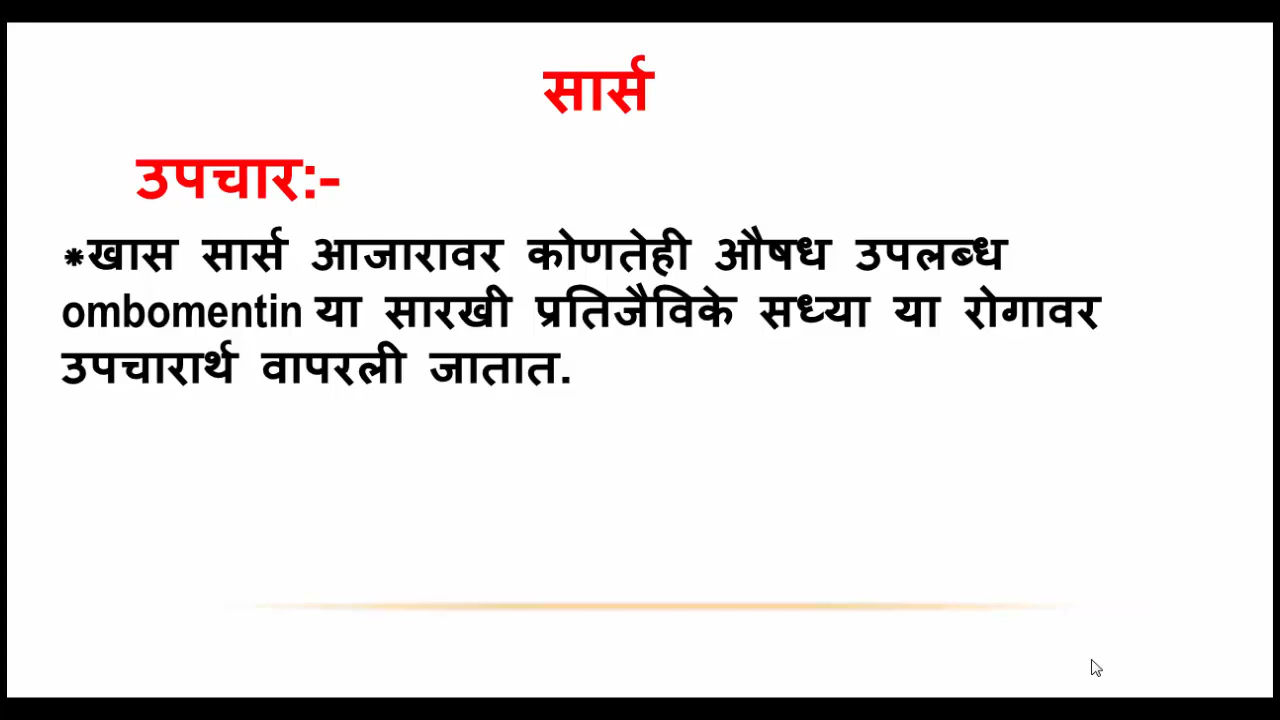 सार्स
उपचार:-
*खास सार्स आजारावर कोणतेही औषध उपलब्ध
ombomentin या सारखी प्रतिजैविके सध्या या रोगावर
उपचारार्थ वापरली जातात.